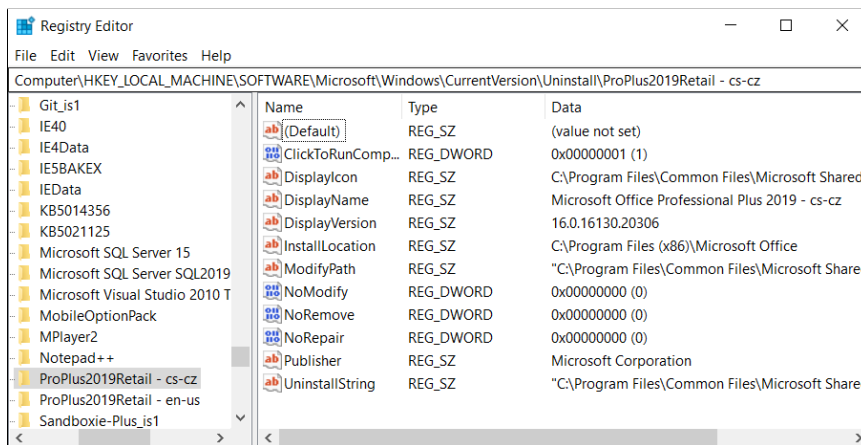 Registry Editor
File Edit View Favorites Help
Computer\HKEY_LOCAL_MACHINE\SOFTWARE\Microsoft\Windows\CurrentVersion\Uninstall\ProPlus2019Retail - cs-cz
Git_is1
IE40
IE4Data
IE5BAKEX
IEData
KB5014356
KB5021125
Microsoft SQL Server 15
Microsoft SQL Server SQL2019
Microsoft Visual Studio 2010 T
MobileOptionPack
MPlayer2
Notepad++
ProPlus2019Retail - cs-cz
ProPlus2019Retail - en-us
Sandboxie-Plus_is1
Name Type Data
(Default) REG_SZ (value not set)
ClickToRunComp... REG_DWORD 0x00000001 (1)
DisplayIcon REG_SZ C:\Program Files\Common Files\Microsoft Shared
DisplayName REG_SZ Microsoft Office Professional Plus 2019 - cs-cz
DisplayVersion REG_SZ 16.0.16130.20306
InstallLocation REG_SZ C:\Program Files (x86)\Microsoft Office
ModifyPath REG_SZ "C:\Program Files\Common Files\Microsoft Share
NoModify REG_DWORD 0x00000000 (0)
NoRemove REG_DWORD 0x00000000 (0)
NoRepair REG_DWORD 0x00000000 (0)
Publisher REG_SZ Microsoft Corporation
UninstallString REG_SZ "C:\Program Files\Common Files\Microsoft Share